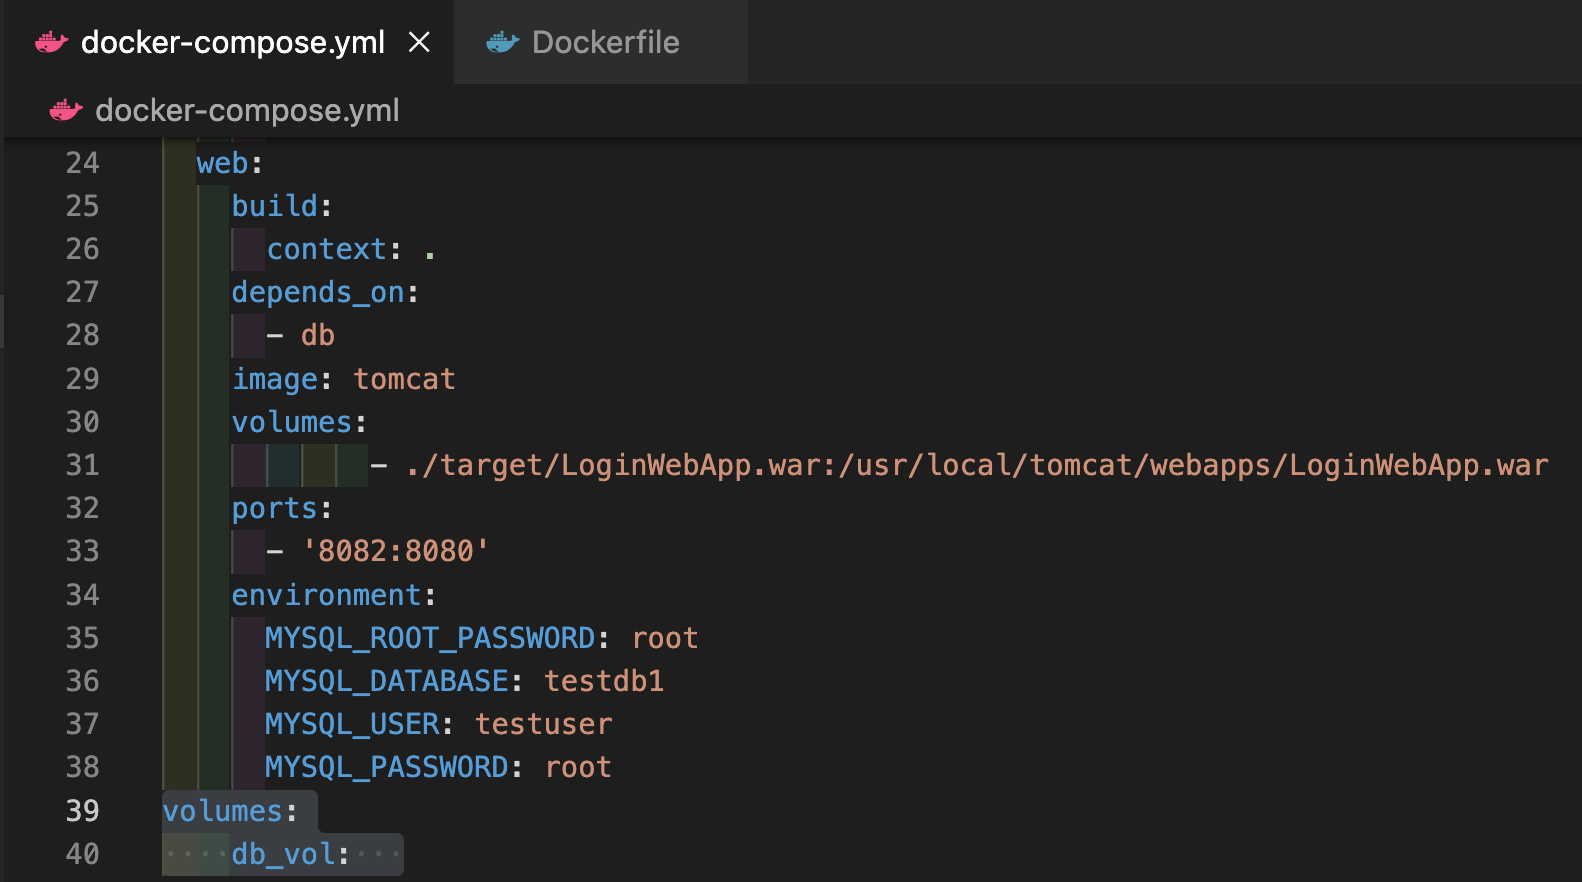 docker-compose.yml × Dockerfile
docker-compose.yml
24 web:
25 build:
26 context: .
27 depends_on:
28 - db
29 image: tomcat
30 volumes:
31 - ./target/LoginWebApp.war:/usr/local/tomcat/webapps/LoginWebApp.war
32 ports:
33 - '8082:8080'
34 environment:
35 MYSQL_ROOT_PASSWORD: root
36 MYSQL_DATABASE: testdb1
37 MYSQL_USER: testuser
38 MYSQL_PASSWORD: root
39 volumes:
40 db_vol: